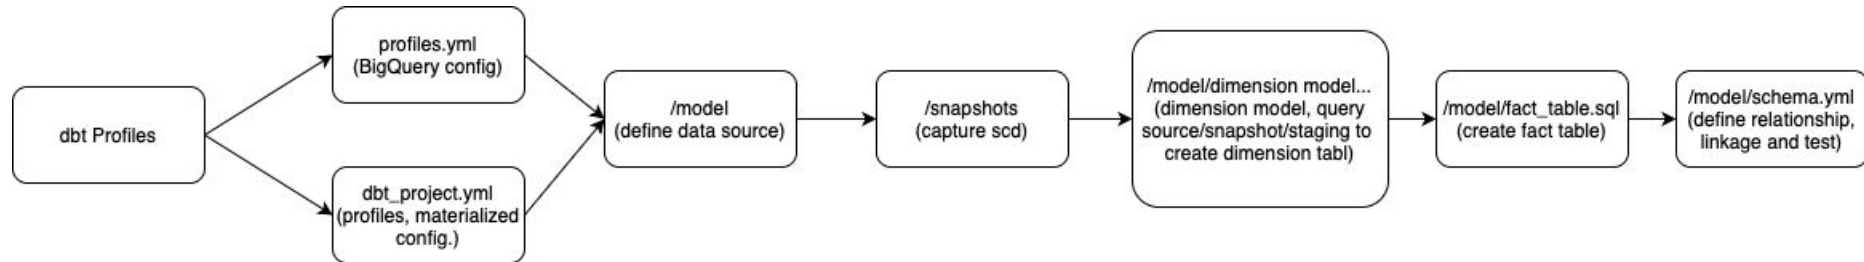 dbt Profiles
profiles.yml
(BigQuery config)
dbt_project.yml
(profiles, materialized
config.)
/model
(define data source)
/snapshots
(capture scd)
/model/dimension model...
(dimension model, query
source/snapshot/staging to
create dimension tabl)
/model/fact_table.sql
(create fact table)
/model/schema.yml
(define relationship,
linkage and test)